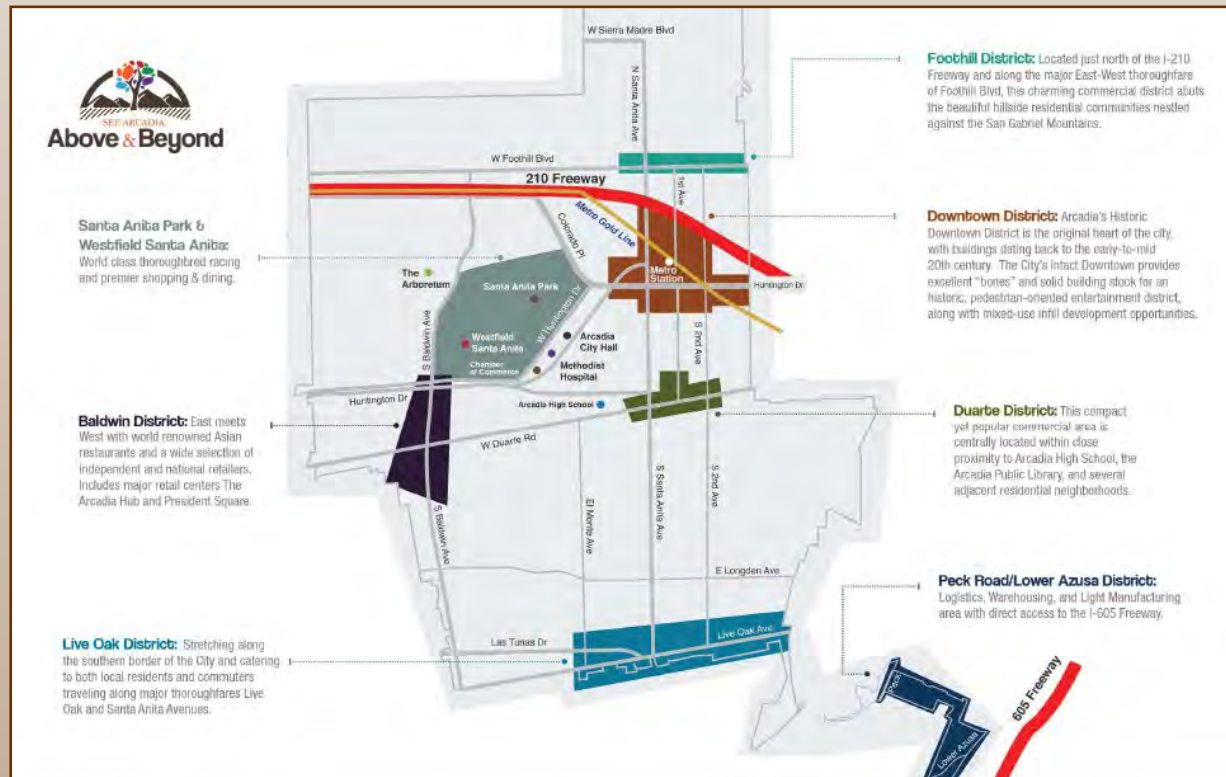 SEE ARCADIA
Above & Beyond
Santa Anita Park &
Westfield Santa Anita:
World class thoroughbred racing
and premier shopping & dining.
Baldwin District: East meets
West with world renowned Asian
restaurants and a wide selection of
independent and national retailers.
Includes major retail centers The
Arcadia Hub and President Square.
Live Oak District: Stretching along
the southern border of the City and catering
to both local residents and commuters
traveling along major thoroughfares Live
Oak and Santa Anita Avenues.
W Sierra Madre Blvd
N Santa Anita Ave
W Foothill Blvd
210 Freeway
1st Ave
Colorado Pl
Metro Gold Line
Metro
Station
Huntington Dr
The
Arboretum
Santa Anita Park
W Huntington Dr
Westfield
Santa Anita
Arcadia
City Hall
S Baldwin Ave
S 2nd Ave
Chamber
of Commerce
Methodist
Hospital
Huntington Dr
Arcadia High School
W Duarte Rd
S Santa Anita Ave
S 2nd Ave
El Monte Ave
S Baldwin Ave
E Longden Ave
Las Tunas Dr
Live Oak Ave
Foothill District: Located just north of the I-210
Freeway and along the major East-West thoroughfare
of Foothill Blvd, this charming commercial district abuts
the beautiful hillside residential communities nestled
against the San Gabriel Mountains.
Downtown District: Arcadia's Historic
Downtown District is the original heart of the city,
with buildings dating back to the early-to-mid
20th century. The City's intact Downtown provides
excellent "bones" and solid building stock for an
historic, pedestrian-oriented entertainment district,
along with mixed-use infill development opportunities.
Duarte District: This compact
yet popular commercial area is
centrally located within close
proximity to Arcadia High School, the
Arcadia Public Library, and several
adjacent residential neighborhoods.
Peck Road/Lower Azusa District:
Logistics, Warehousing, and Light Manufacturing
area with direct access to the I-605 Freeway.
Peck
Lower Azusa
605 Freeway